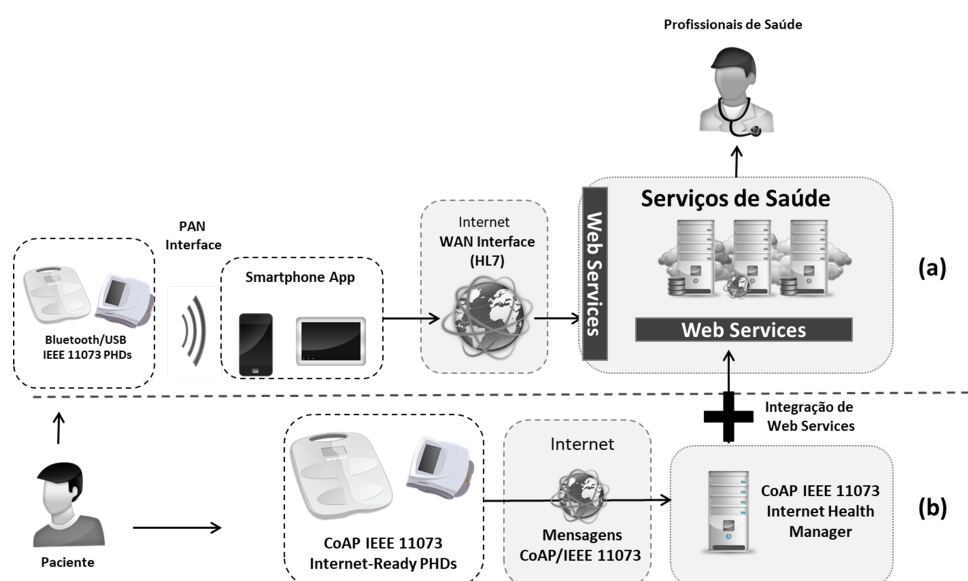 Profissionais de Saúde
Serviços de Saúde
Web Services
Web Services
(a)
PAN
Interface
Internet
WAN Interface
(HL7)
Smartphone App
Bluetooth/USB
IEEE 11073 PHDs
Integração de
Web Services
Paciente
CoAP IEEE 11073
Internet-Ready PHDs
Internet
Mensagens
CoAP/IEEE 11073
CoAP IEEE 11073
Internet Health
Manager
(b)